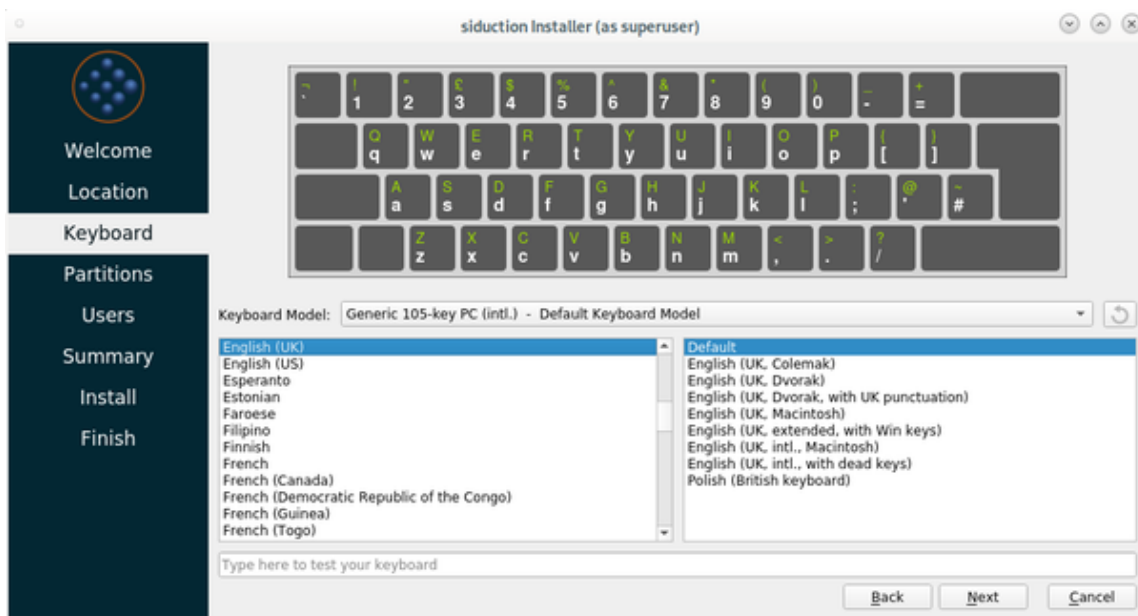 siduction Installer (as superuser)
Welcome
Location
Keyboard
Partitions
Users
Summary
Install
Finish
¬ ! " £ $ % ^ & * ( ) _ +
` 1 2 3 4 5 6 7 8 9 0 - =
Q W E R T Y U I O P { }
q w e r t y u i o p [ ]
A S D F G H J K L : @ ~
a s d f g h j k l ; ' #
Z X C V B N M < > ?
z x c v b n m , . /
Keyboard Model: Generic 105-key PC (intl.) - Default Keyboard Model
English (UK)
English (US)
Esperanto
Estonian
Faroese
Filipino
Finnish
French
French (Canada)
French (Democratic Republic of the Congo)
French (Guinea)
French (Togo)
Default
English (UK, Colemak)
English (UK, Dvorak)
English (UK, Dvorak, with UK punctuation)
English (UK, Macintosh)
English (UK, extended, with Win keys)
English (UK, intl., Macintosh)
English (UK, intl., with dead keys)
Polish (British keyboard)
Type here to test your keyboard
Back Next Cancel